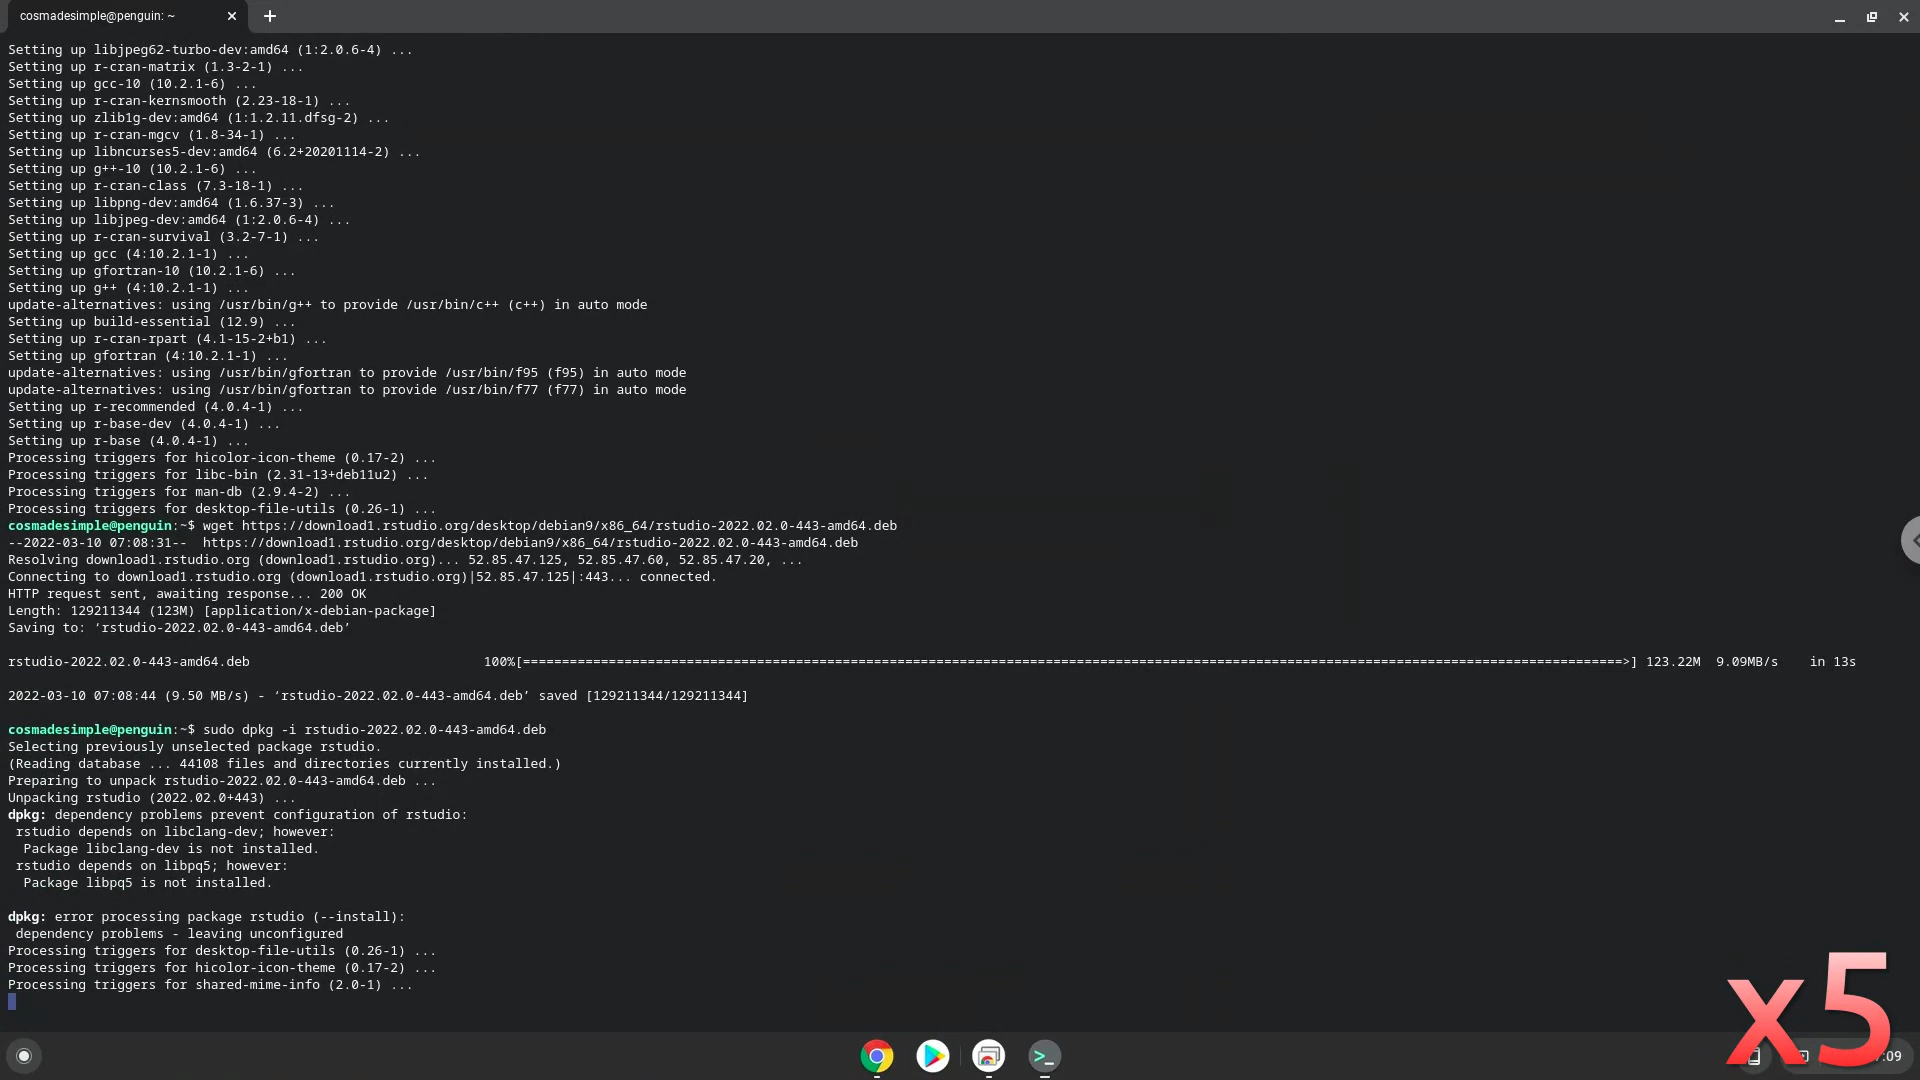 cosmadesimple@penguin: ~
Setting up libjpeg62-turbo-dev:amd64 (1:2.0.6-4) ...
Setting up r-cran-matrix (1.3-2-1) ...
Setting up gcc-10 (10.2.1-6) ...
Setting up r-cran-kernsmooth (2.23-18-1) ...
Setting up zlib1g-dev:amd64 (1:1.2.11.dfsg-2) ...
Setting up r-cran-mgcv (1.8-34-1) ...
Setting up libncurses5-dev:amd64 (6.2+20201114-2) ...
Setting up g++-10 (10.2.1-6) ...
Setting up r-cran-class (7.3-18-1) ...
Setting up libpng-dev:amd64 (1.6.37-3) ...
Setting up libjpeg-dev:amd64 (1:2.0.6-4) ...
Setting up r-cran-survival (3.2-7-1) ...
Setting up gcc (4:10.2.1-1) ...
Setting up gfortran-10 (10.2.1-6) ...
Setting up g++ (4:10.2.1-1) ...
update-alternatives: using /usr/bin/g++ to provide /usr/bin/c++ (c++) in auto mode
Setting up build-essential (12.9) ...
Setting up r-cran-rpart (4.1-15-2+b1) ...
Setting up gfortran (4:10.2.1-1) ...
update-alternatives: using /usr/bin/gfortran to provide /usr/bin/f95 (f95) in auto mode
update-alternatives: using /usr/bin/gfortran to provide /usr/bin/f77 (f77) in auto mode
Setting up r-recommended (4.0.4-1) ...
Setting up r-base-dev (4.0.4-1) ...
Setting up r-base (4.0.4-1) ...
Processing triggers for hicolor-icon-theme (0.17-2) ...
Processing triggers for libc-bin (2.31-13+deb11u2) ...
Processing triggers for man-db (2.9.4-2) ...
Processing triggers for desktop-file-utils (0.26-1) ...
cosmadesimple@penguin:~$ wget https://download1.rstudio.org/desktop/debian9/x86_64/rstudio-2022.02.0-443-amd64.deb
--2022-03-10 07:08:31--  https://download1.rstudio.org/desktop/debian9/x86_64/rstudio-2022.02.0-443-amd64.deb
Resolving download1.rstudio.org (download1.rstudio.org)... 52.85.47.125, 52.85.47.60, 52.85.47.20, ...
Connecting to download1.rstudio.org (download1.rstudio.org)|52.85.47.125|:443... connected.
HTTP request sent, awaiting response... 200 OK
Length: 129211344 (123M) [application/x-debian-package]
Saving to: ‘rstudio-2022.02.0-443-amd64.deb’
rstudio-2022.02.0-443-amd64.deb 100%[=============================================================================================================================================>] 123.22M 9.09MB/s in 13s
2022-03-10 07:08:44 (9.50 MB/s) - ‘rstudio-2022.02.0-443-amd64.deb’ saved [129211344/129211344]
cosmadesimple@penguin:~$ sudo dpkg -i rstudio-2022.02.0-443-amd64.deb
Selecting previously unselected package rstudio.
(Reading database ... 44108 files and directories currently installed.)
Preparing to unpack rstudio-2022.02.0-443-amd64.deb ...
Unpacking rstudio (2022.02.0+443) ...
dpkg: dependency problems prevent configuration of rstudio:
rstudio depends on libclang-dev; however:
Package libclang-dev is not installed.
rstudio depends on libpq5; however:
Package libpq5 is not installed.
dpkg: error processing package rstudio (--install):
dependency problems - leaving unconfigured
Processing triggers for desktop-file-utils (0.26-1) ...
Processing triggers for hicolor-icon-theme (0.17-2) ...
Processing triggers for shared-mime-info (2.0-1) ...
x5
:09